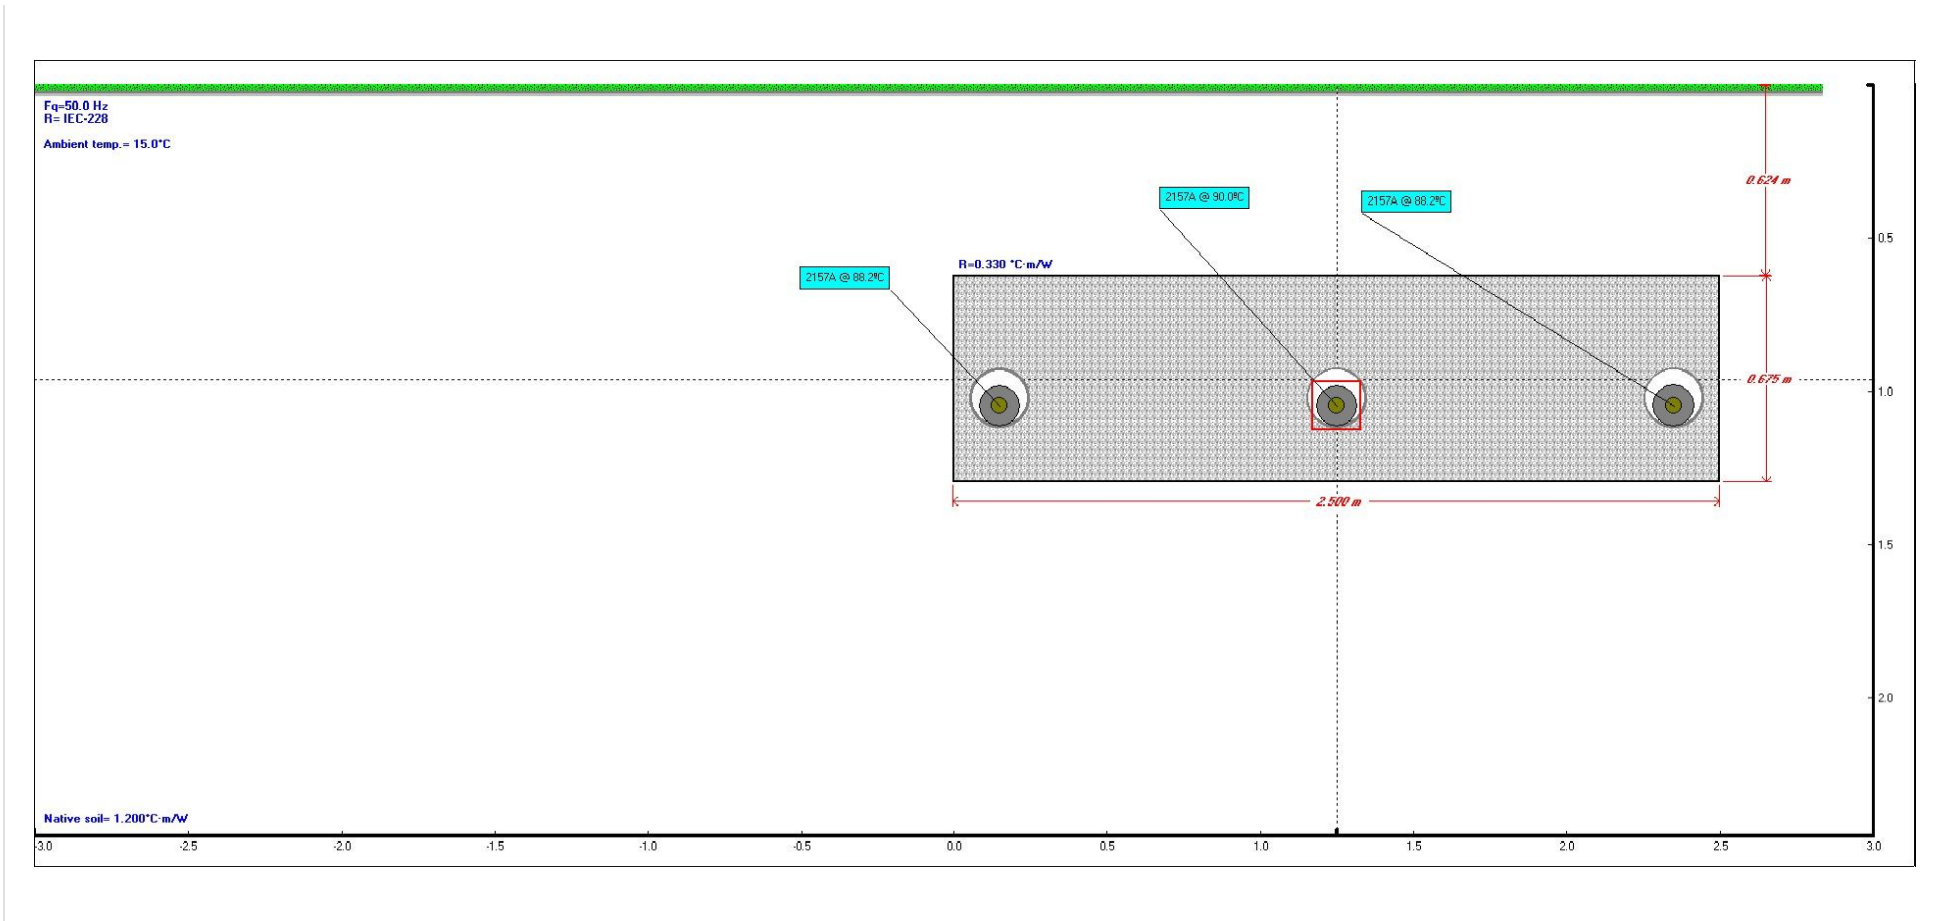 Fq=50.0 Hz
R= IEC-228
Ambient temp.= 15.0°C
0.624 m
2157A @ 90.0ºC
2157A @ 88.2ºC
0.5
R=0.330 °C·m/W
2157A @ 88.2ºC
0.675 m
1.0
2.500 m
1.5
2.0
Native soil= 1.200°C·m/W
-3.0 -2.5 -2.0 -1.5 -1.0 -0.5 0.0 0.5 1.0 1.5 2.0 2.5 3.0